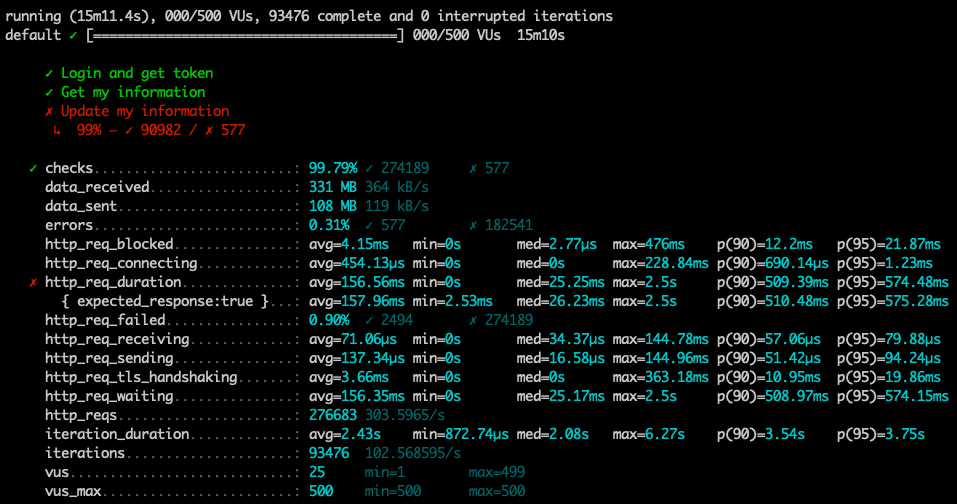 running (15m11.4s), 000/500 VUs, 93476 complete and 0 interrupted iterations
default ✓ [======================================] 000/500 VUs  15m10s

     ✓ Login and get token
     ✓ Get my information
     ✗ Update my information
      ↳  99% — ✓ 90982 / ✗ 577

   ✓ checks.........................: 99.79% ✓ 274189     ✗ 577
     data_received..................: 331 MB 364 kB/s
     data_sent......................: 108 MB 119 kB/s
     errors.........................: 0.31%  ✓ 577        ✗ 182541
     http_req_blocked...............: avg=4.15ms   min=0s       med=2.77µs  max=476ms    p(90)=12.2ms   p(95)=21.87ms
     http_req_connecting............: avg=454.13µs min=0s       med=0s      max=228.84ms p(90)=690.14µs p(95)=1.23ms
   ✗ http_req_duration..............: avg=156.56ms min=0s       med=25.25ms max=2.5s     p(90)=509.39ms p(95)=574.48ms
       { expected_response:true }...: avg=157.96ms min=2.53ms   med=26.23ms max=2.5s     p(90)=510.48ms p(95)=575.28ms
     http_req_failed................: 0.90%  ✓ 2494       ✗ 274189
     http_req_receiving.............: avg=71.06µs  min=0s       med=34.37µs max=144.78ms p(90)=57.06µs  p(95)=79.88µs
     http_req_sending...............: avg=137.34µs min=0s       med=16.58µs max=144.96ms p(90)=51.42µs  p(95)=94.24µs
     http_req_tls_handshaking.......: avg=3.66ms   min=0s       med=0s      max=363.18ms p(90)=10.95ms  p(95)=19.86ms
     http_req_waiting...............: avg=156.35ms min=0s       med=25.17ms max=2.5s     p(90)=508.97ms p(95)=574.15ms
     http_reqs......................: 276683 303.5965/s
     iteration_duration.............: avg=2.43s    min=872.74µs med=2.08s   max=6.27s    p(90)=3.54s    p(95)=3.75s
     iterations.....................: 93476  102.568595/s
     vus............................: 25     min=1        max=499
     vus_max........................: 500    min=500      max=500